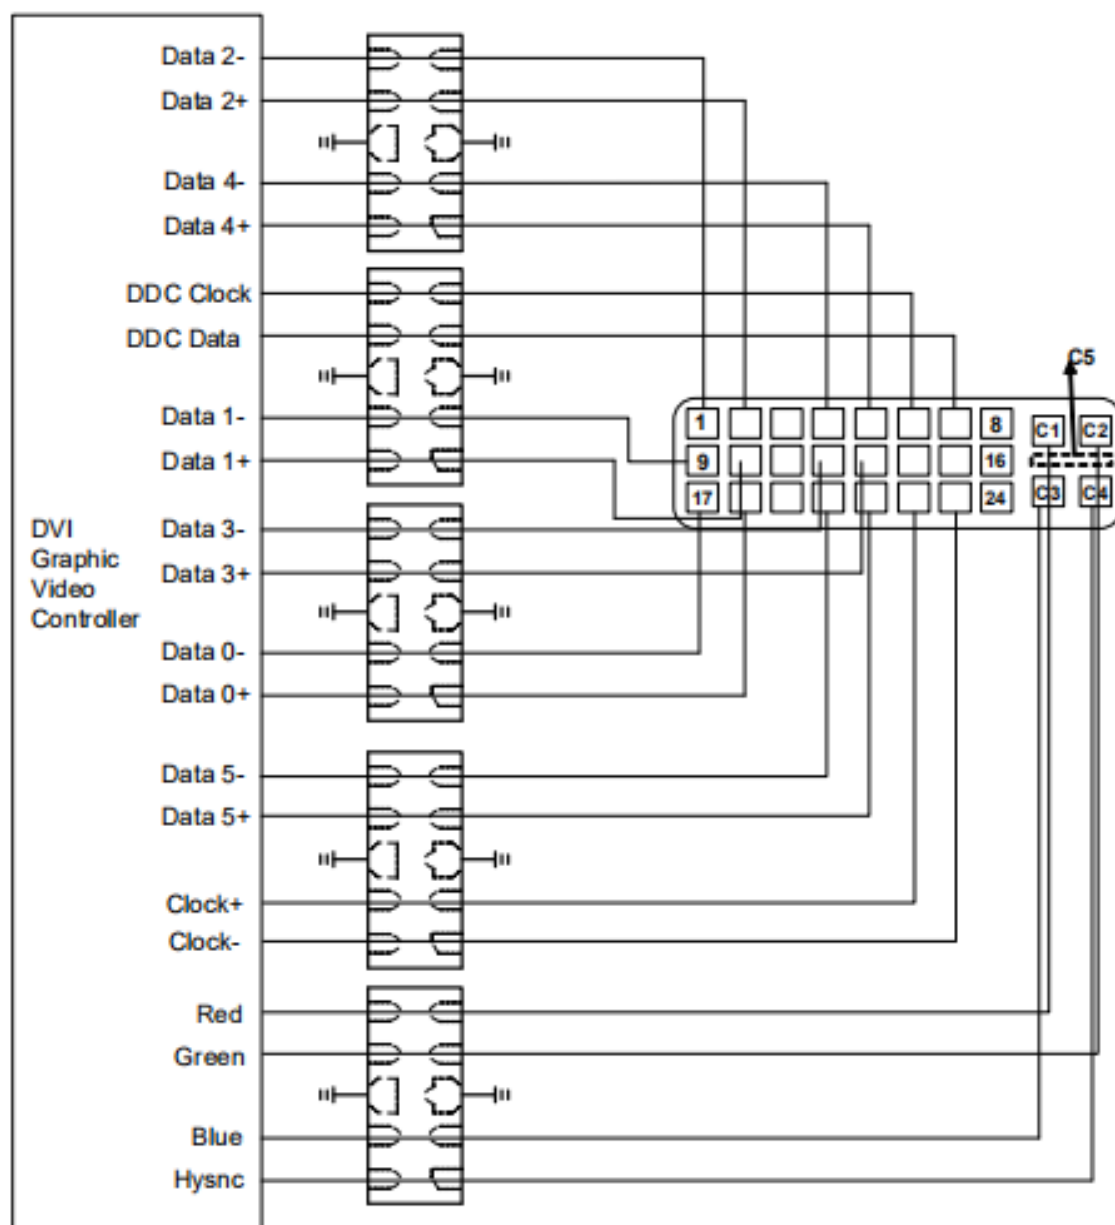 Data 2-
Data 2+
Data 4-
Data 4+
DDC Clock
DDC Data
C5
Data 1-
Data 1+
1
8
C1
C2
9
16
17
24
C3
C4
DVI
Graphic
Video
Controller
Data 3-
Data 3+
Data 0-
Data 0+
Data 5-
Data 5+
Clock+
Clock-
Red
Green
Blue
Hysnc